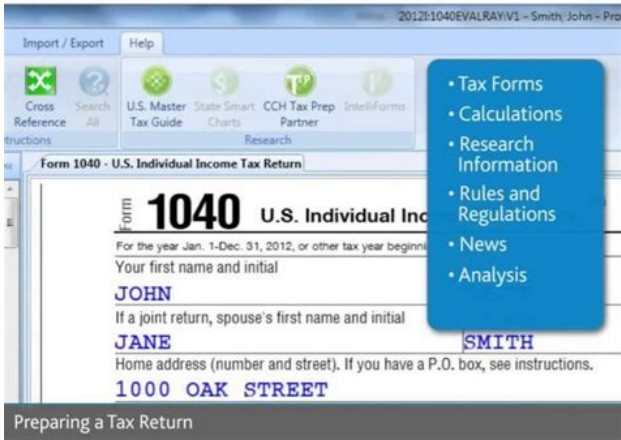 2012I:1040EVALRAY:V1 - Smith, John - Pro
Import / Export Help
Cross Reference
Search All
U.S. Master Tax Guide
State Smart Charts
CCH Tax Prep Partner
IntelliForms
ructions
Research
• Tax Forms
• Calculations
• Research
Information
• Rules and
Regulations
• News
• Analysis
Form 1040 - U.S. Individual Income Tax Return
Form 1040 U.S. Individual Inc
For the year Jan. 1-Dec. 31, 2012, or other tax year beginni
Your first name and initial
JOHN
If a joint return, spouse's first name and initial
JANE SMITH
Home address (number and street). If you have a P.O. box, see instructions.
1000 OAK STREET
Preparing a Tax Return